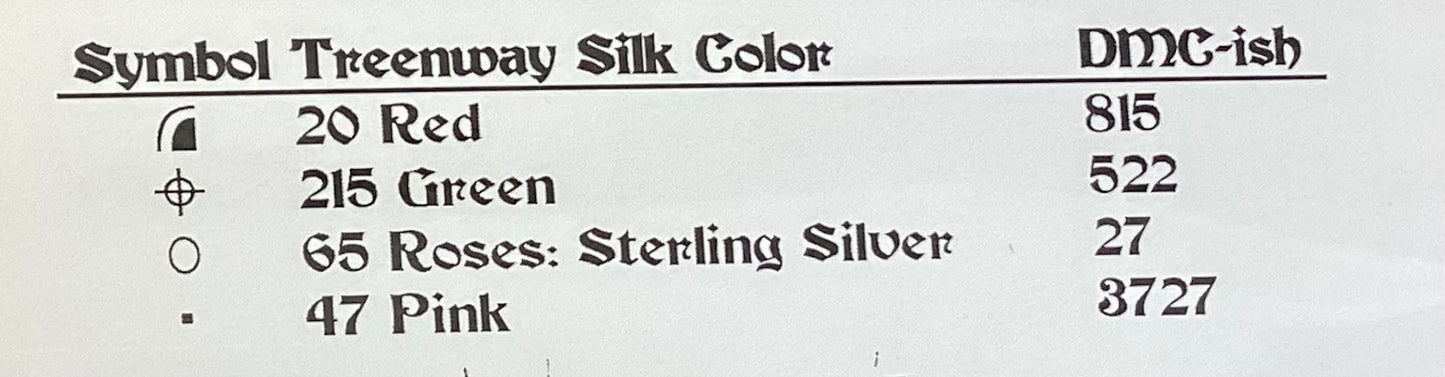 Symbol Treenway Silk Color DMC-ish
20 Red 815
215 Green 522
65 Roses: Sterling Silver 27
47 Pink 3727